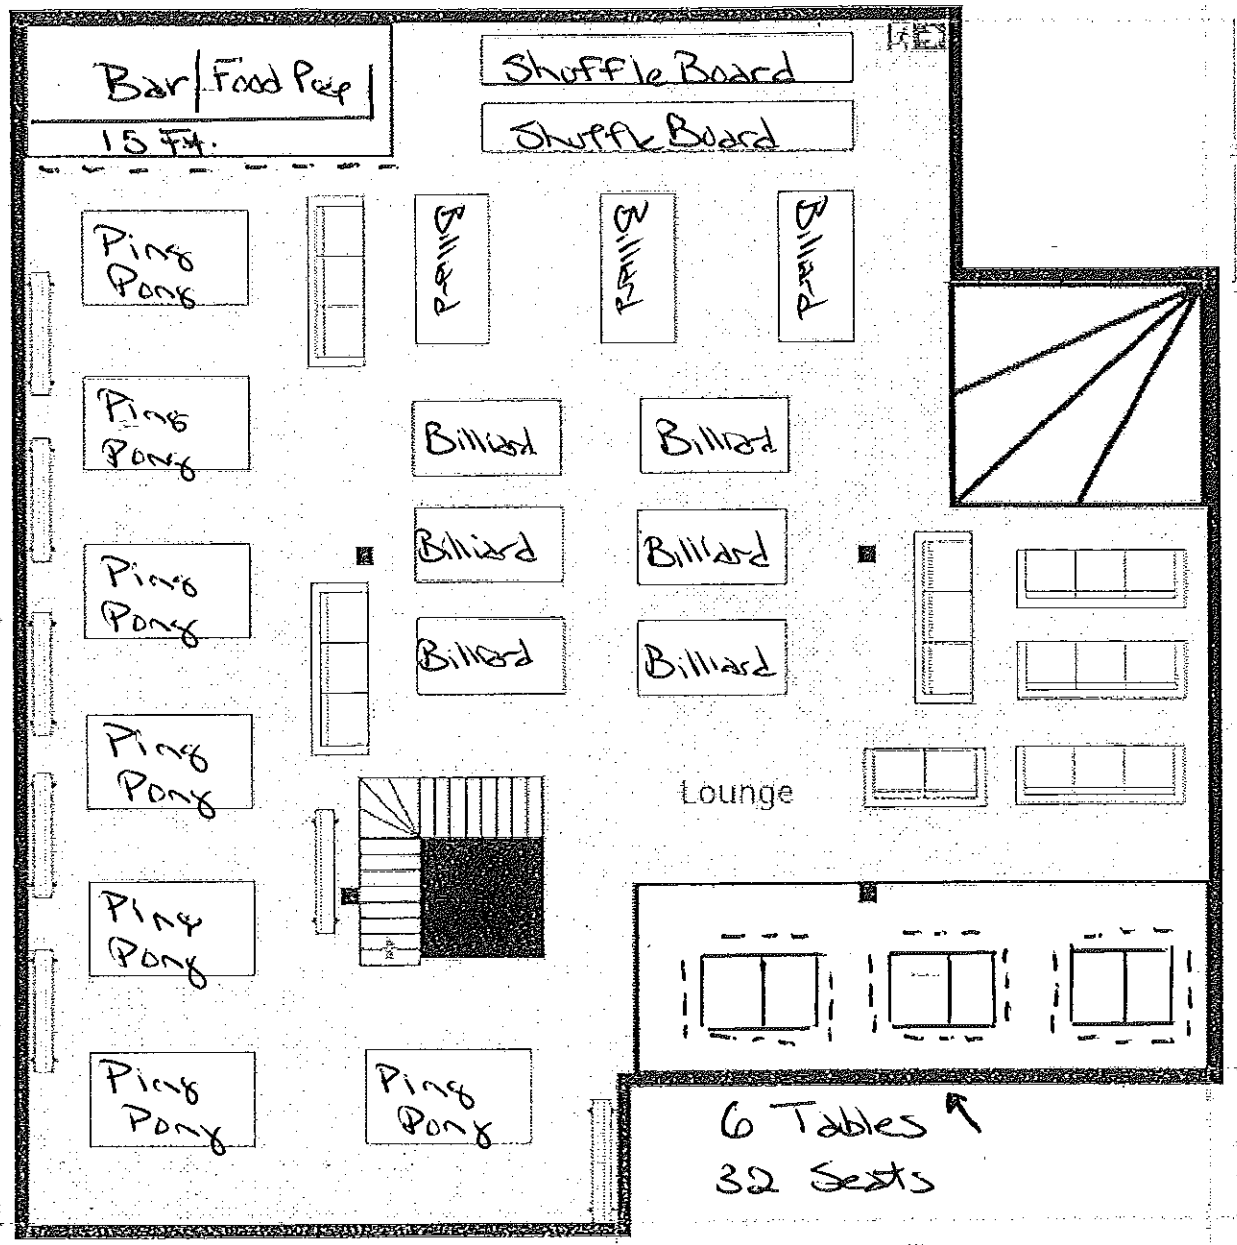 Bar | Food Prep
15 FT.
Shuffle Board
Shuffle Board
Ping
Pong
Billiard
Billiard
Billiard
Ping
Pong
Billiard
Billiard
Ping
Pong
Billiard
Billiard
Billiard
Billiard
Ping
Pong
Lounge
Ping
Pong
Ping
Pong
Ping
Pong
6 Tables
32 Seats